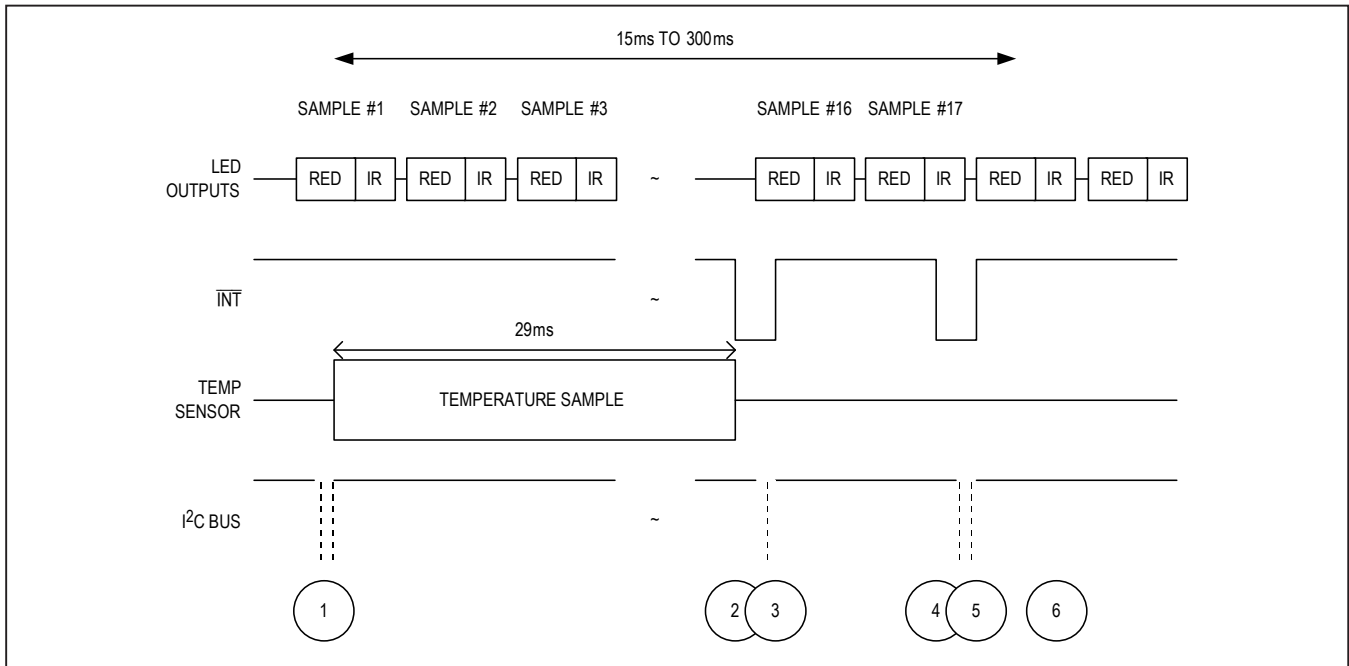 15ms TO 300ms
SAMPLE #1 SAMPLE #2 SAMPLE #3 SAMPLE #16 SAMPLE #17
LED
OUTPUTS
RED IR RED IR RED IR ~ RED IR RED IR RED IR RED IR
INT ~
29ms
TEMP
SENSOR
TEMPERATURE SAMPLE
I²C BUS ~
1 2 3 4 5 6